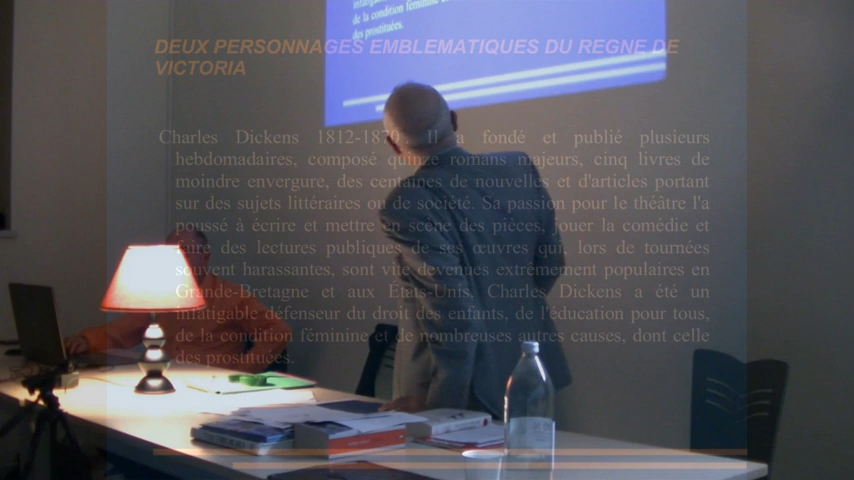 intatigable
de la condition féminine e
des prostituées.
DEUX PERSONNAGES EMBLEMATIQUES DU REGNE DE
VICTORIA
Charles Dickens 1812-1870 Il a fondé et publié plusieurs
hebdomadaires, composé quinze romans majeurs, cinq livres de
moindre envergure, des centaines de nouvelles et d'articles portant
sur des sujets littéraires ou de société. Sa passion pour le théâtre l'a
poussé à écrire et mettre en scène des pièces, jouer la comédie et
faire des lectures publiques de ses œuvres qui, lors de tournées
souvent harassantes, sont vite devenues extrêmement populaires en
Grande-Bretagne et aux États-Unis. Charles Dickens a été un
infatigable défenseur du droit des enfants, de l'éducation pour tous,
de la condition féminine et de nombreuses autres causes, dont celle
des prostituées.